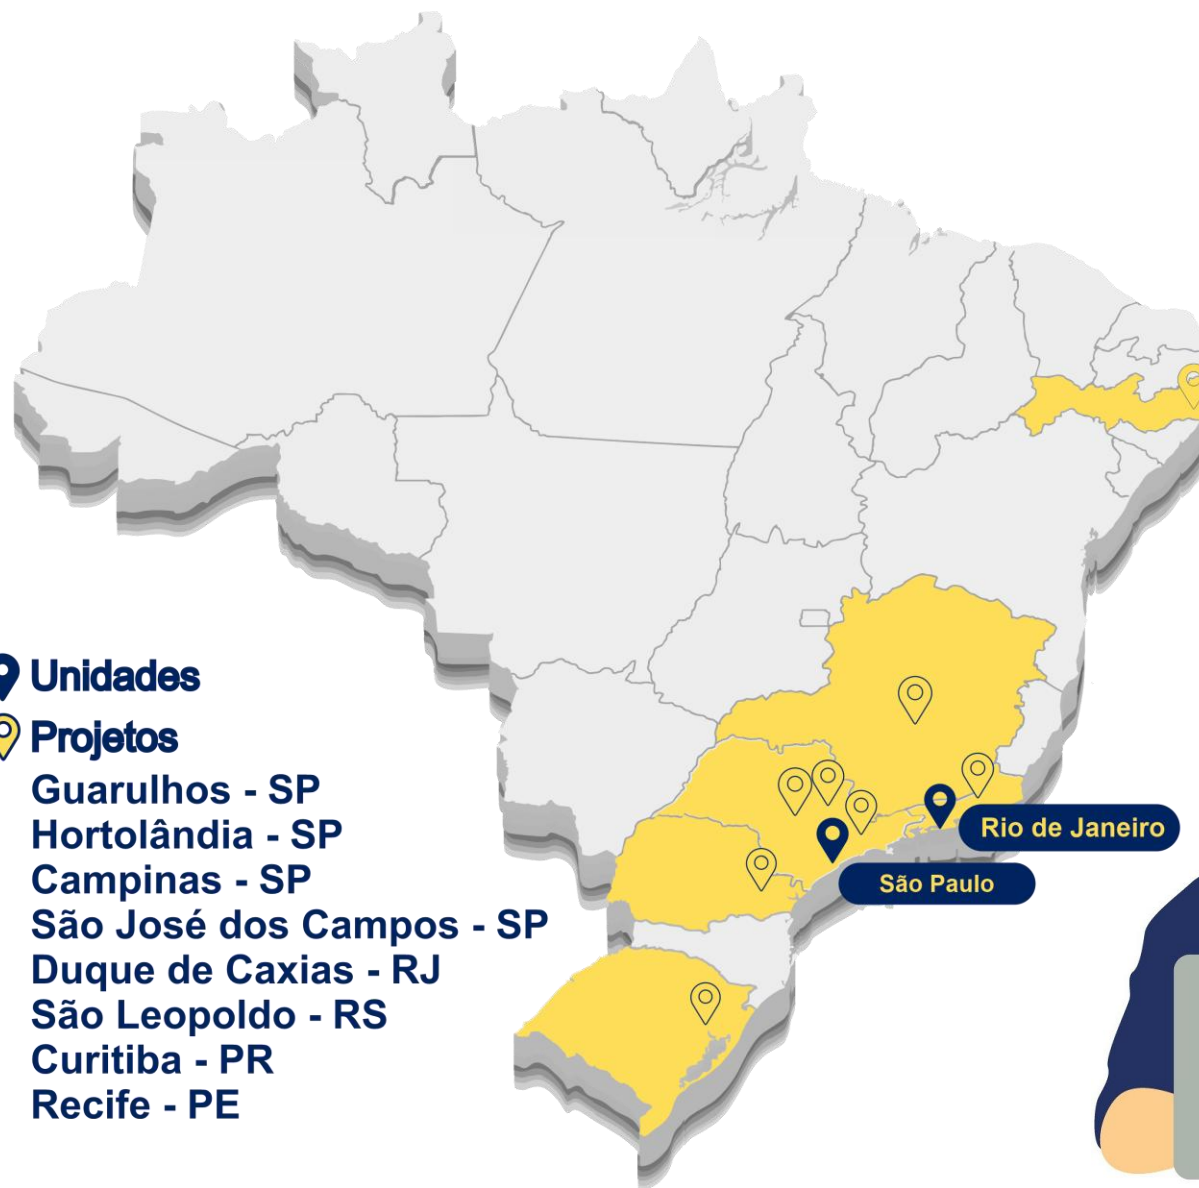 Unidades
Projetos
Guarulhos - SP
Hortolândia - SP
Campinas - SP
São José dos Campos - SP
Duque de Caxias - RJ
São Leopoldo - RS
Curitiba - PR
Recife - PE
Rio de Janeiro
São Paulo